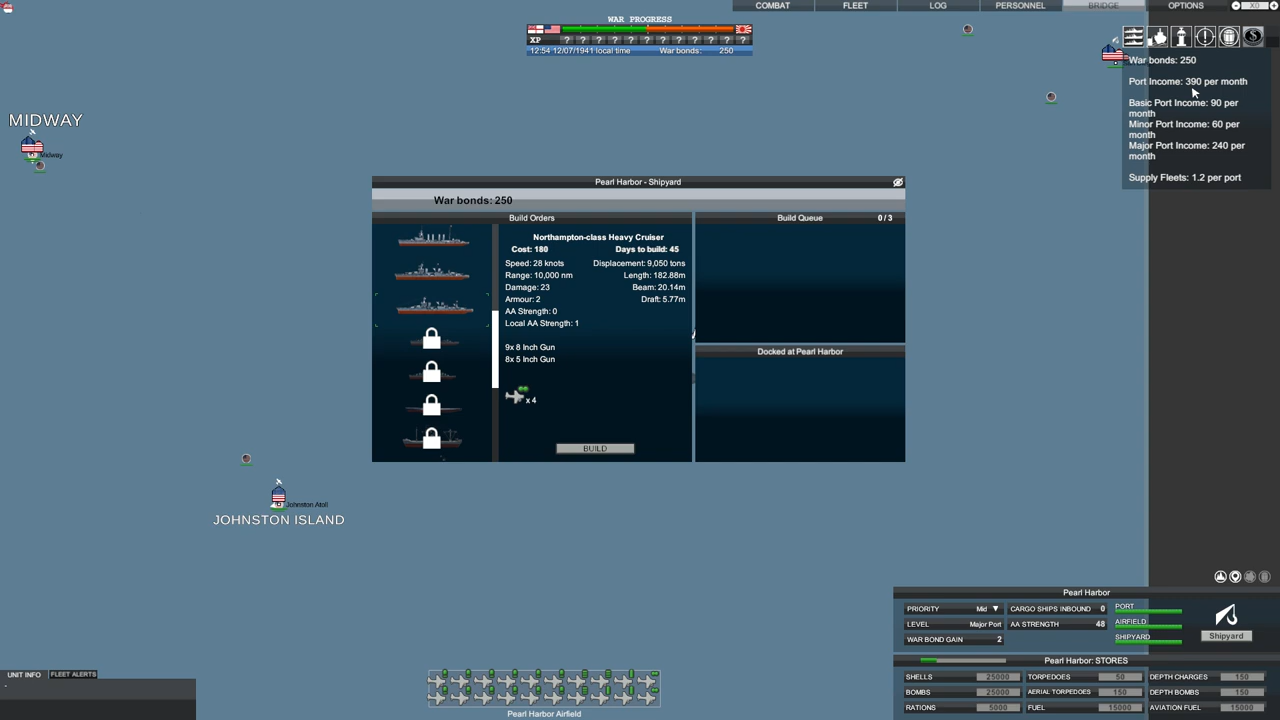 COMBAT FLEET LOG PERSONNEL BRIDGE OPTIONS XO
WAR PROGRESS
XP ? ? ? ? ? ? ? ? ? ? ? ?
12:54 12/07/1941 local time War bonds: 250
War bonds: 250
Port Income: 390 per month
Basic Port Income: 90 per
month
Minor Port Income: 60 per
month
Major Port Income: 240 per
month
Supply Fleets: 1.2 per port
MIDWAY
Midway
Pearl Harbor - Shipyard
War bonds: 250
Build Orders
Build Queue 0 / 3
Northampton-class Heavy Cruiser
Cost: 180 Days to build: 45
Speed: 28 knots Displacement: 9,050 tons
Range: 10,000 nm Length: 182.88m
Damage: 23 Beam: 20.14m
Armour: 2 Draft: 5.77m
AA Strength: 0
Local AA Strength: 1
9x 8 Inch Gun
8x 5 Inch Gun
x 4
BUILD
Docked at Pearl Harbor
Johnston Atoll
JOHNSTON ISLAND
Pearl Harbor
PRIORITY Mid ▼ CARGO SHIPS INBOUND 0 PORT
LEVEL Major Port AA STRENGTH 48 AIRFIELD
WAR BOND GAIN 2 SHIPYARD Shipyard
Pearl Harbor: STORES
SHELLS 25000 TORPEDOES 50 DEPTH CHARGES 150
BOMBS 25000 AERIAL TORPEDOES 150 DEPTH BOMBS 150
RATIONS 5000 FUEL 15000 AVIATION FUEL 15000
UNIT INFO FLEET ALERTS
-
Pearl Harbor Airfield